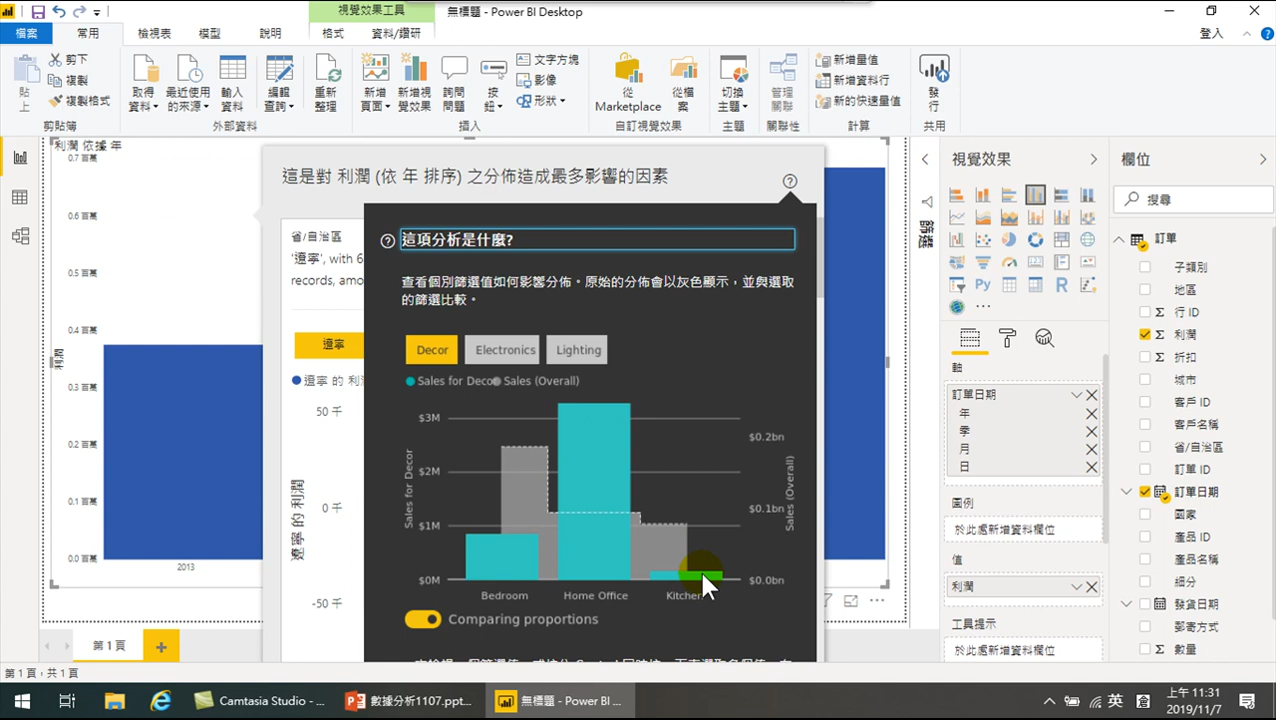 視覺效果工具
無標題 - Power BI Desktop
檔案
常用
檢視表
模型
說明
格式
資料/鑽研
登入
貼上
剪下
複製
複製格式
取得資料
最近使用的來源
輸入資料
編輯查詢
重新整理
新增頁面
新增視覺效果
詢問問題
按鈕
文字方塊
影像
形狀
從 Marketplace
從檔案
切換主題
管理關聯
新增量值
新增資料行
新的快速量值
發行
剪貼簿
外部資料
插入
自訂視覺效果
主題
關聯性
計算
共用
利潤 依據 年
0.7 百萬
0.6 百萬
0.5 百萬
0.4 百萬
0.3 百萬
0.2 百萬
0.1 百萬
0.0 百萬
利潤
2013
這是對 利潤 (依 年 排序) 之分佈造成最多影響的因素
省/自治區
'遼寧', with 6
records, amo
遼寧
遼寧 的 利
50 千
0 千
-50 千
遼寧 的 利潤
這項分析是什麼?
查看個別篩選值如何影響分佈。原始的分佈會以灰色顯示，並與選取
的篩選比較。
Decor
Electronics
Lighting
Sales for Deco
Sales (Overall)
$3M
$2M
$1M
$0M
Sales for Decor
$0.2bn
$0.1bn
$0.0bn
Sales (Overall)
Bedroom
Home Office
Kitchen
Comparing proportions
篩選
視覺效果
Py
R
軸
訂單日期
年
季
月
日
圖例
於此處新增資料欄位
值
利潤
工具提示
於此處新增資料欄位
欄位
搜尋
訂單
子類別
地區
行 ID
利潤
折扣
城市
客戶 ID
客戶名稱
省/自治區
訂單 ID
訂單日期
國家
產品 ID
產品名稱
細分
發貨日期
郵寄方式
數量
第 1 頁
第 1 頁，共 1 頁
Camtasia Studio - ...
數據分析1107.ppt...
無標題 - Power BI ...
英
上午 11:31
2019/11/7